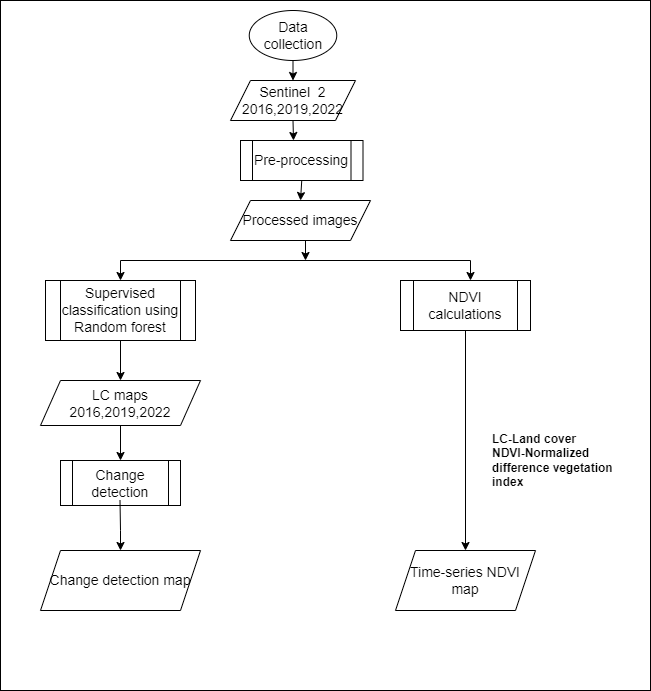 Data
collection
Sentinel 2
2016,2019,2022
Pre-processing
Processed images
Supervised
classification using
Random forest
NDVI
calculations
LC maps
2016,2019,2022
LC-Land cover
NDVI-Normalized
difference vegetation
index
Change
detection
Change detection map
Time-series NDVI
map